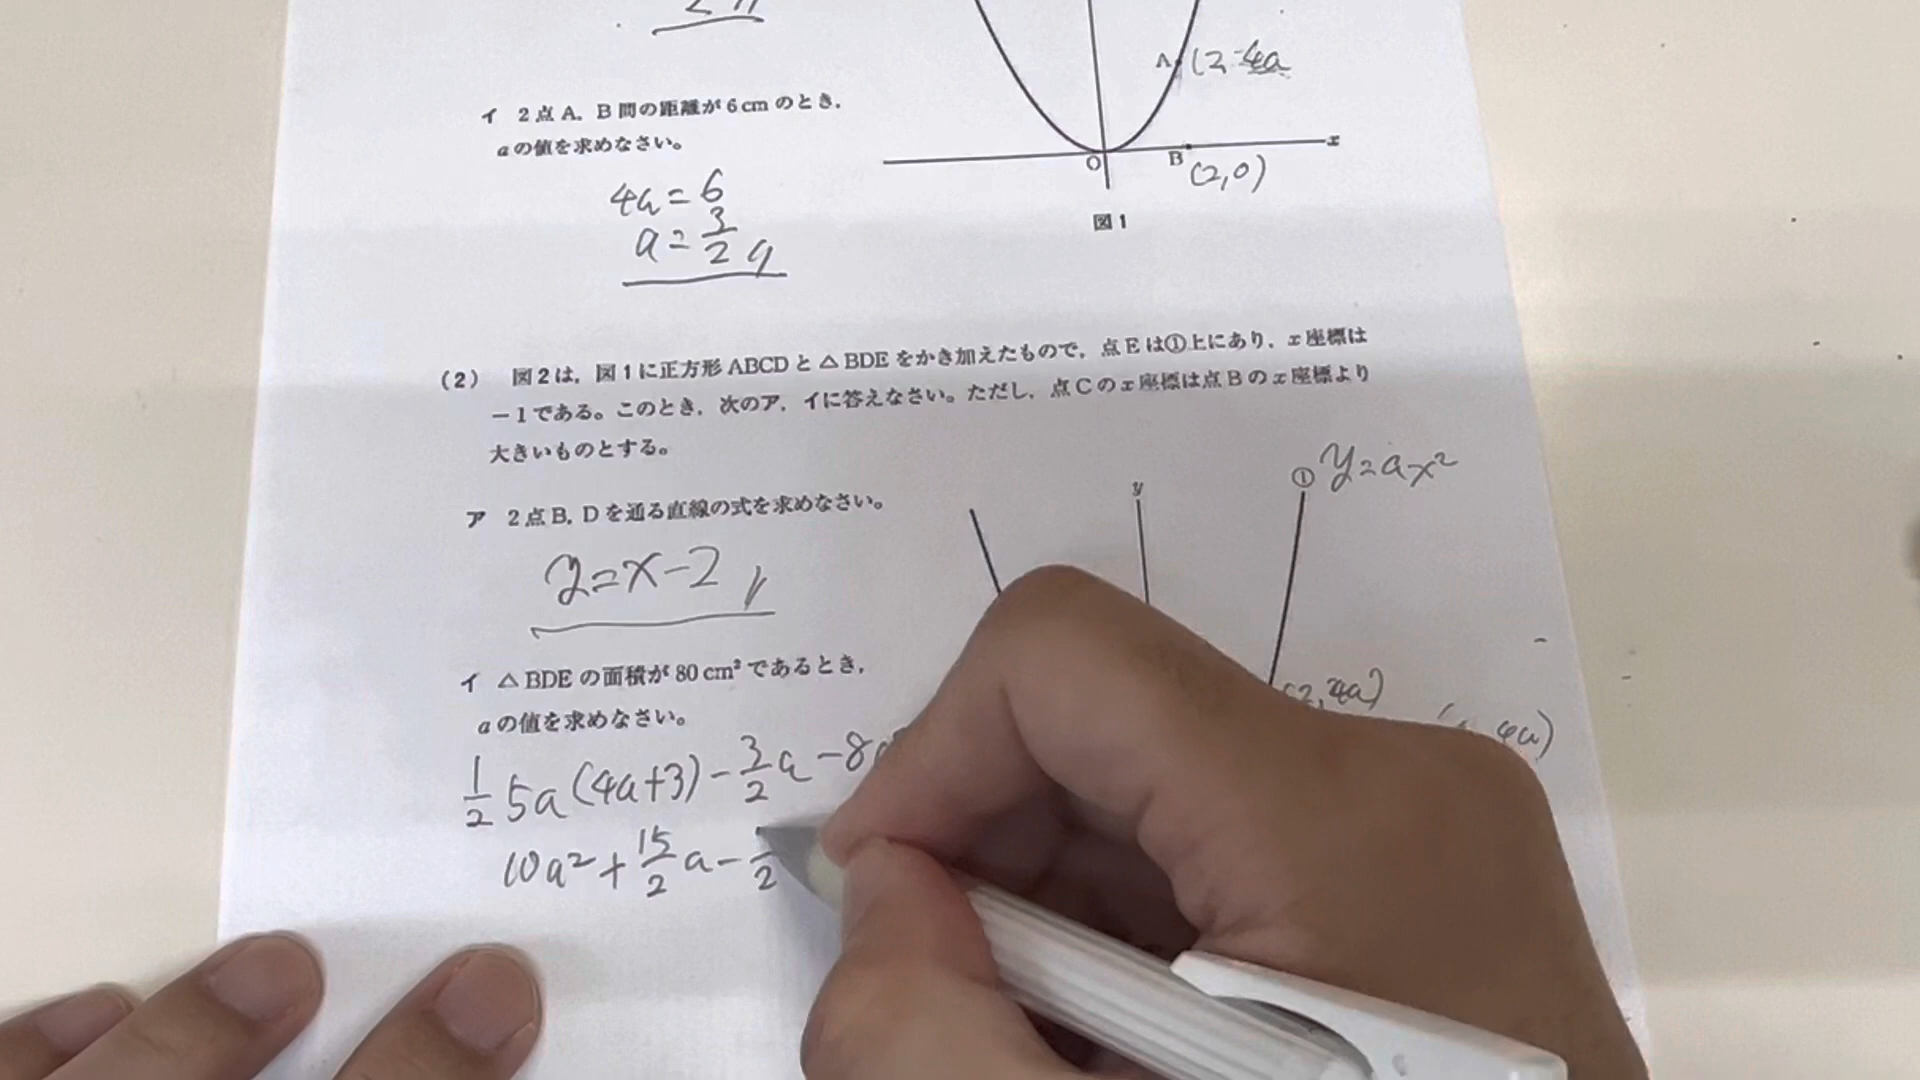 イ 2点A, B間の距離が6cmのとき,
aの値を求めなさい。
4a=6
a=3/2
A (2 4a
O
B
(2,0)
x
図1
(2) 図2は, 図1に正方形ABCDと△BDEをかき加えたもので, 点Eは①上にあり, x座標は
-1である。このとき, 次のア, イに答えなさい。ただし, 点Cのx座標は点Bのx座標より
大きいものとする。
ア 2点B, Dを通る直線の式を求めなさい。
y=x-2
y
① y=ax²
イ △BDEの面積が80cm²であるとき,
aの値を求めなさい。
1/2 5a(4a+3)-3/2a-8a
10a²+15/2a-
2
(2, 4a)
4a)